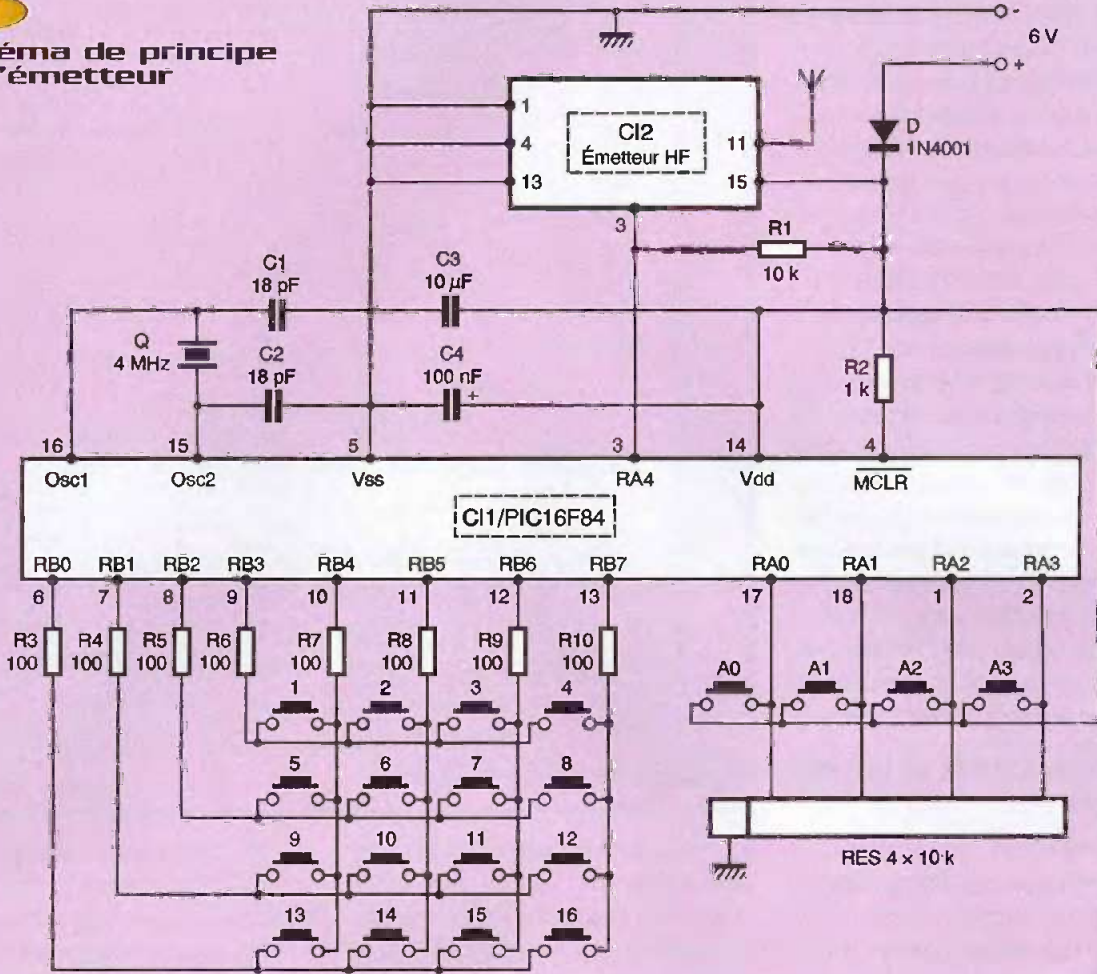 éma de principe
'émetteur
-
6 V
+
1
4
13
CI2
Émetteur HF
11
15
3
D
1N4001
R1
10 k
C1
18 pF
C3
10 µF
Q
4 MHz
C2
18 pF
C4
100 nF
+
R2
1 k
16 15 5 3 14 4
Osc1 Osc2 Vss RA4 Vdd MCLR
CI1/PIC16F84
RB0 RB1 RB2 RB3 RB4 RB5 RB6 RB7 RA0 RA1 RA2 RA3
6 7 8 9 10 11 12 13 17 18 1 2
R3 R4 R5 R6 R7 R8 R9 R10
100 100 100 100 100 100 100 100
A0 A1 A2 A3
1 2 3 4
5 6 7 8
9 10 11 12
RES 4 x 10 k
13 14 15 16